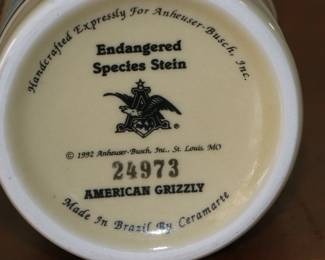 Handcrafted Expressly For Anheuser-Busch, Inc.
Endangered
Species Stein
A
®
© 1992 Anheuser-Busch, Inc., St. Louis, MO
24973
AMERICAN GRIZZLY
Made In Brazil By Ceramarte